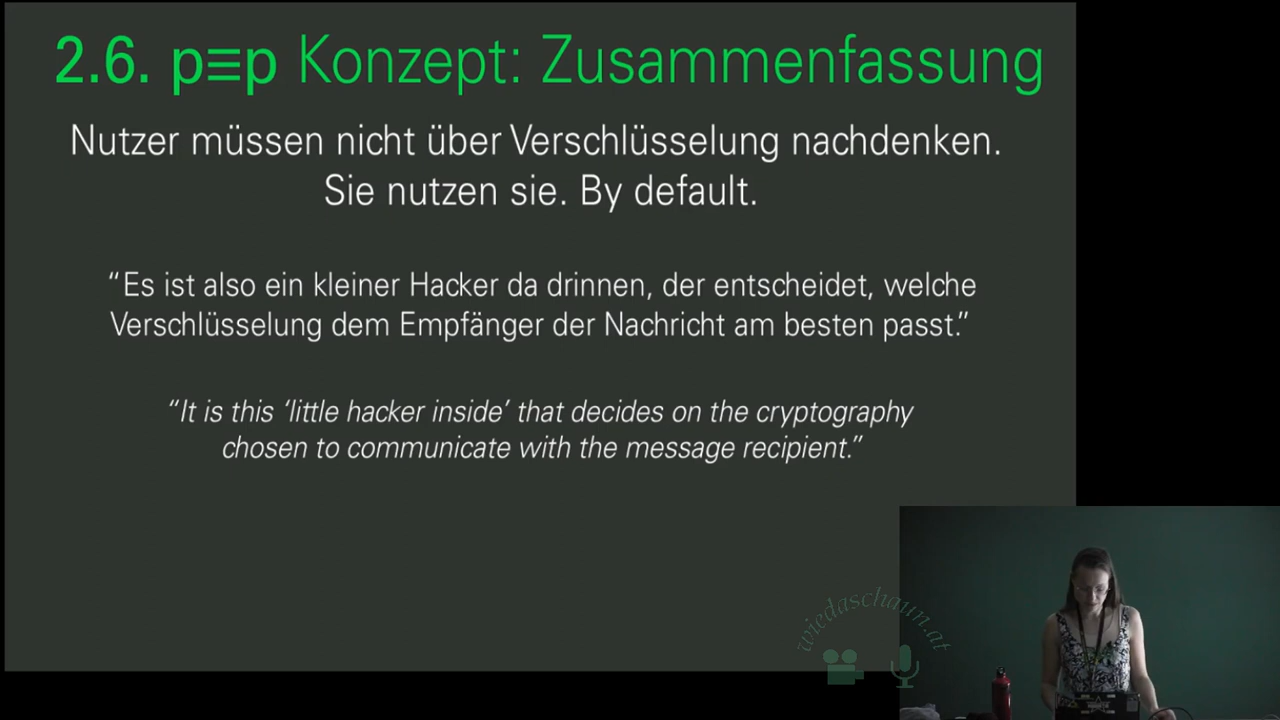 2.6. p≡p Konzept: Zusammenfassung
Nutzer müssen nicht über Verschlüsselung nachdenken.
Sie nutzen sie. By default.
“Es ist also ein kleiner Hacker da drinnen, der entscheidet, welche
Verschlüsselung dem Empfänger der Nachricht am besten passt.”
“It is this ‘little hacker inside’ that decides on the cryptography
chosen to communicate with the message recipient.”
wiedaschaun.at